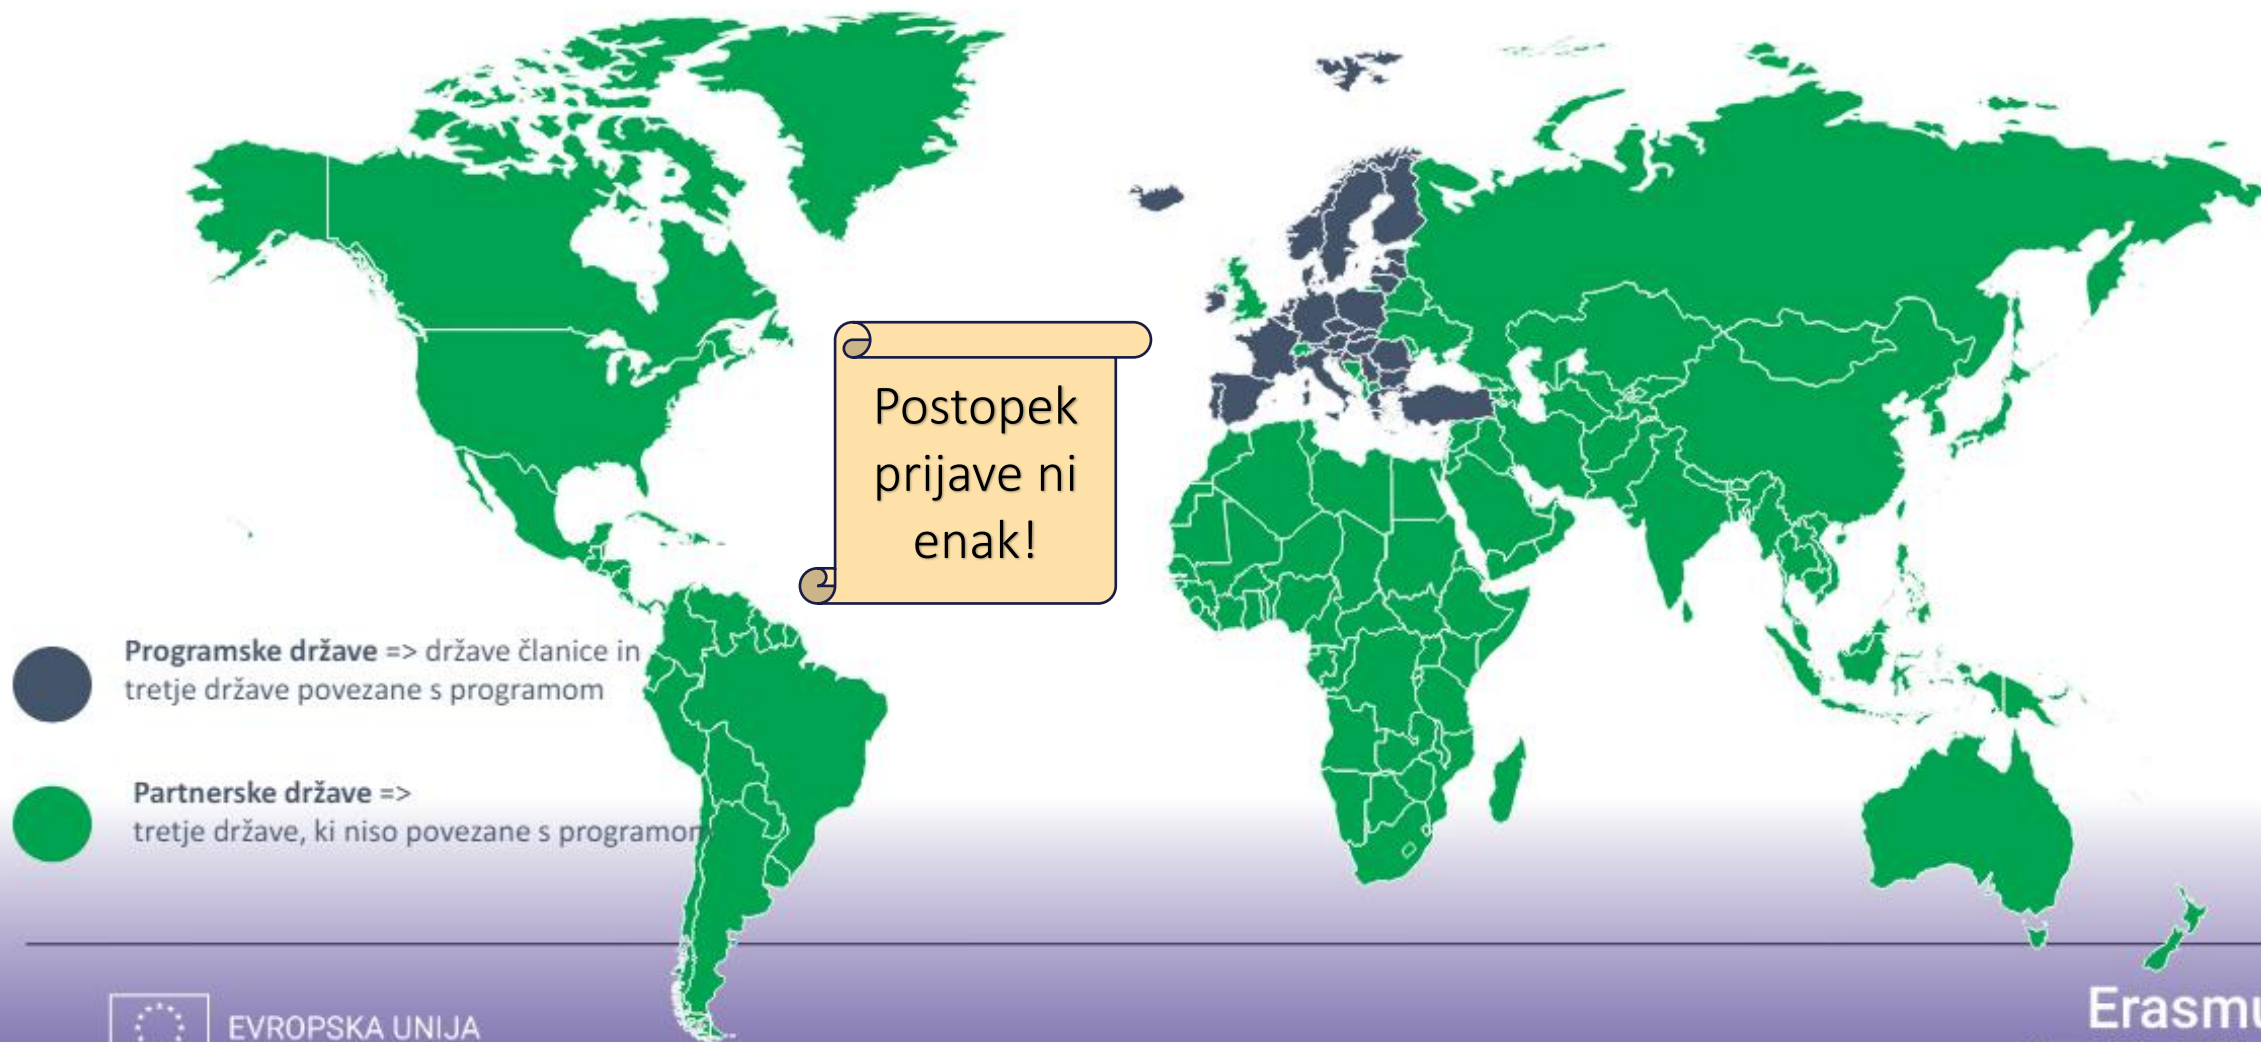 Postopek
prijave ni
enak!
Programske države => države članice in
tretje države povezane s programom
Partnerske države =>
tretje države, ki niso povezane s programom
EVROPSKA UNIJA
Erasmu